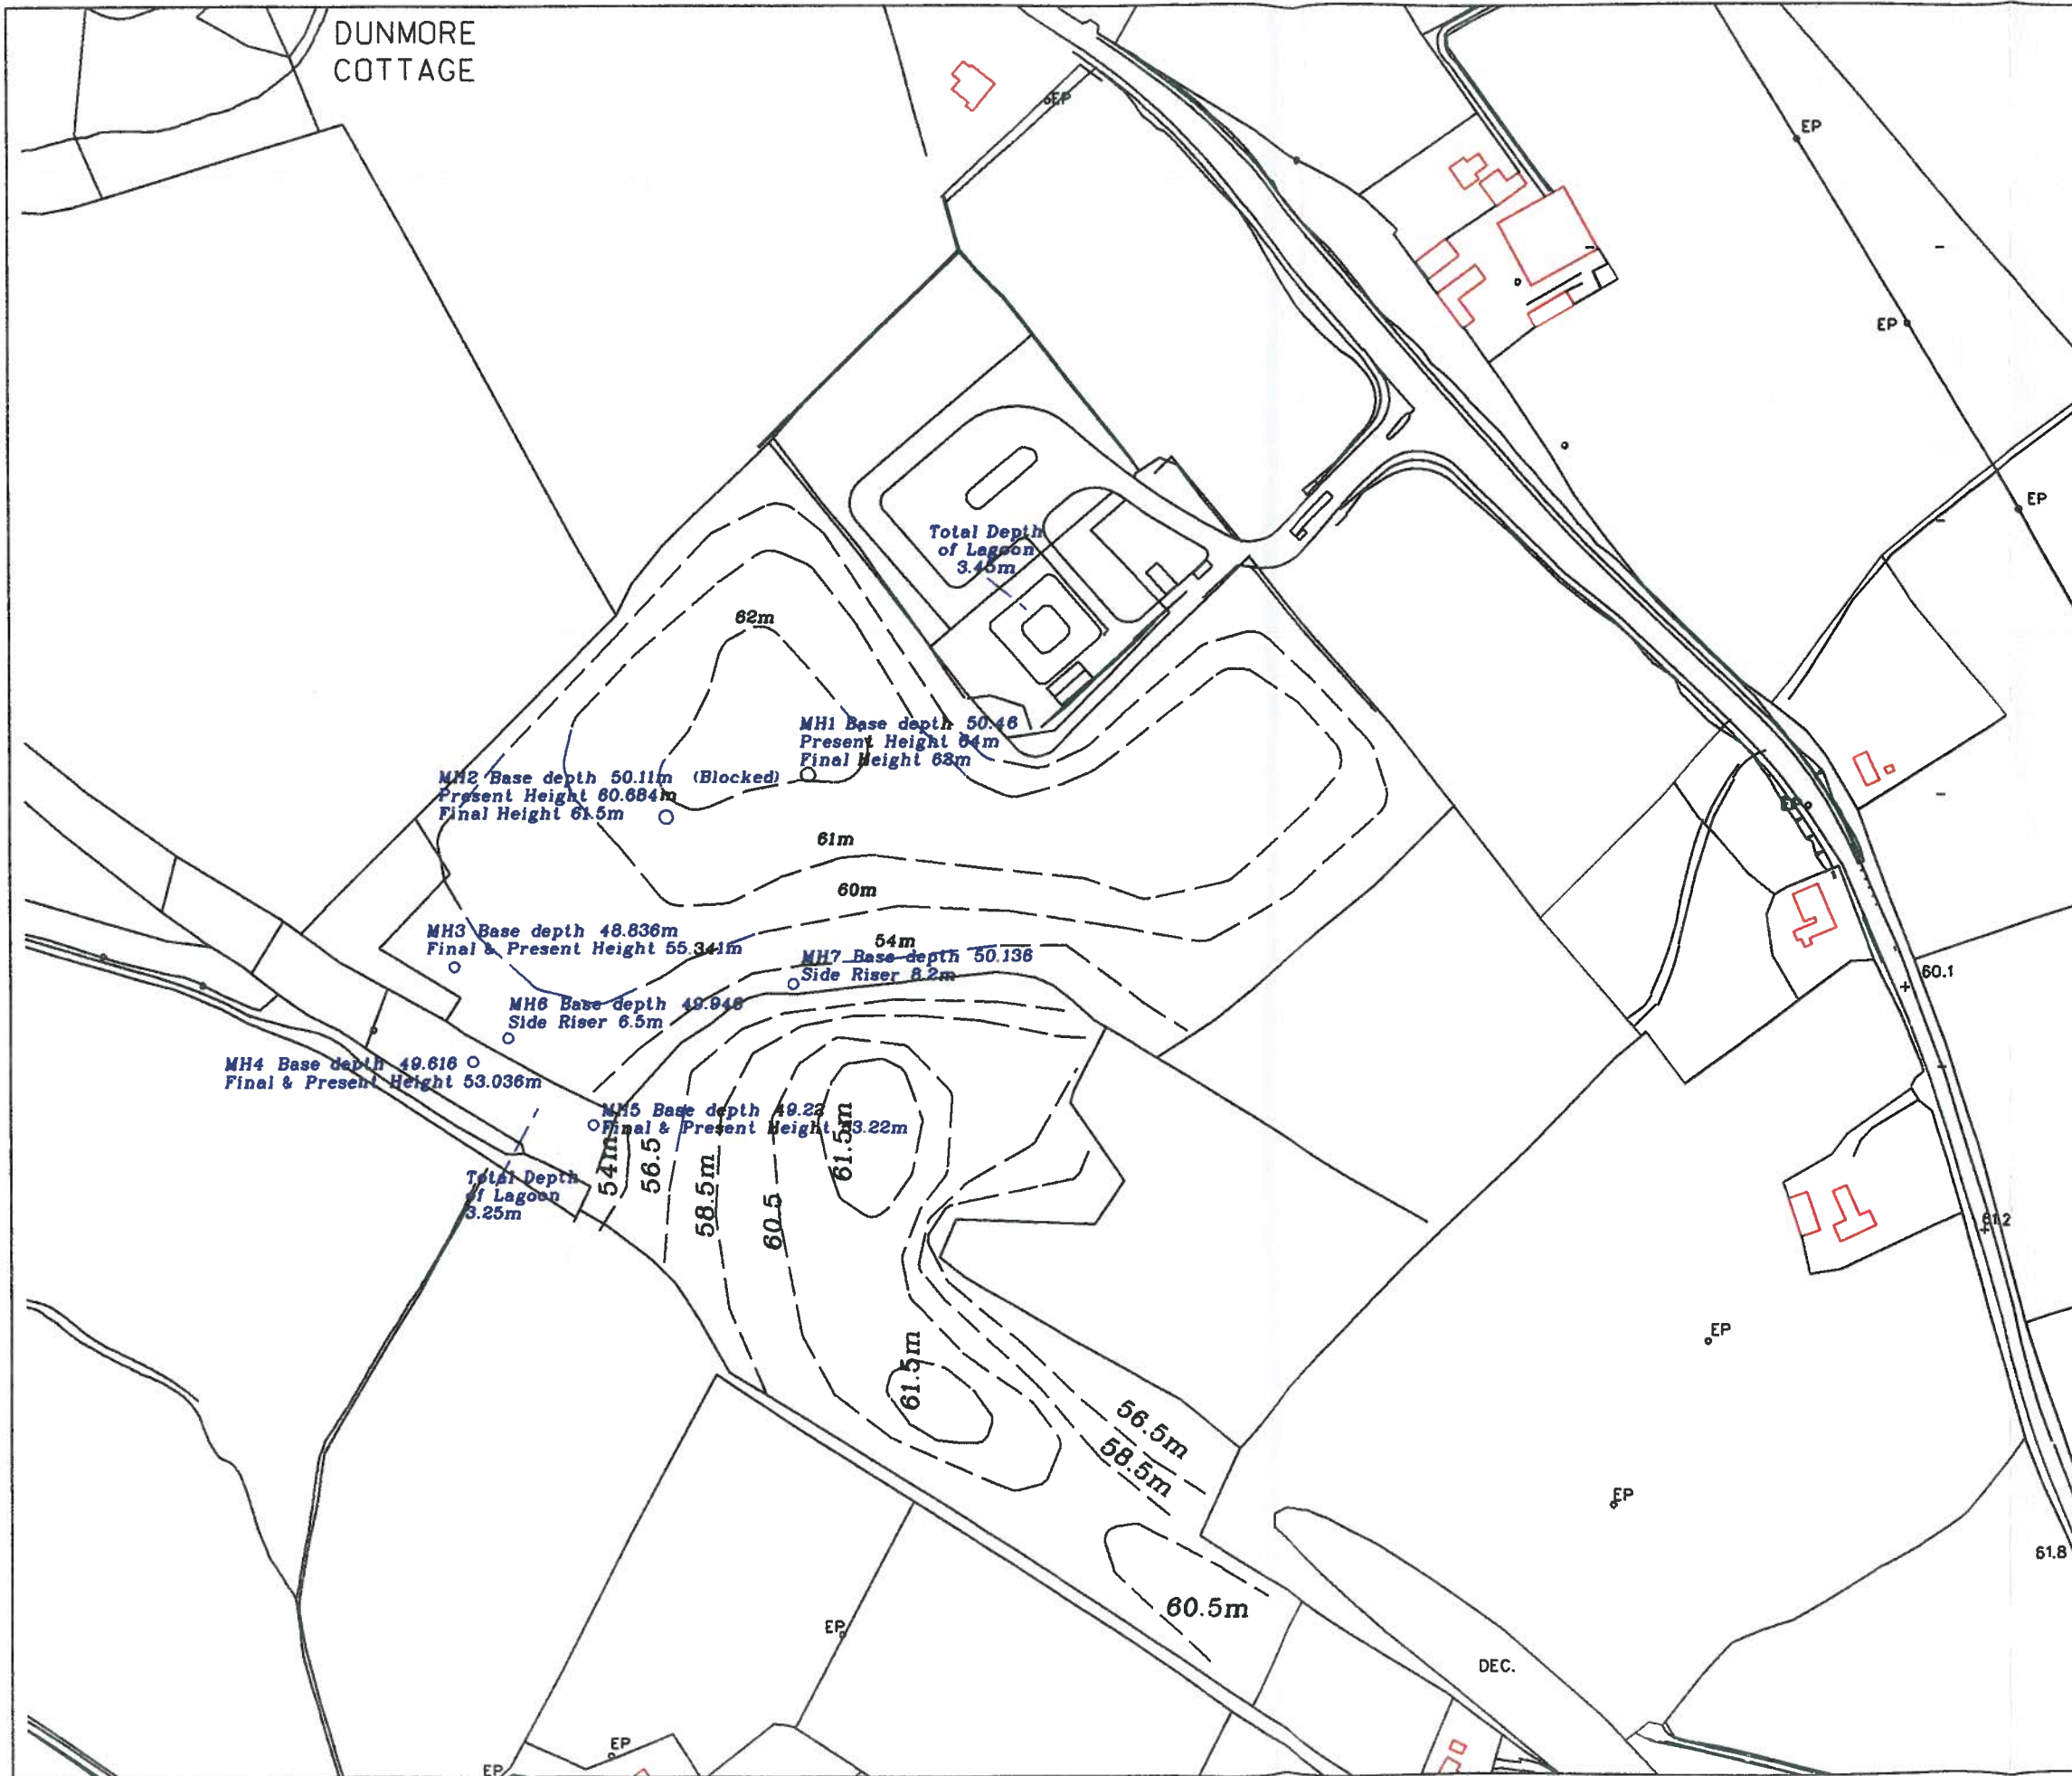 DUNMORE
COTTAGE
EP
EP
EP
EP
Total Depth
of Lagoon
3.45m
62m
MH1 Base depth 50.46
Present Height 64m
Final Height 63m
MH2 Base depth 50.11m (Blocked)
Present Height 60.684m
Final Height 61.5m
61m
60m
54m
MH3 Base depth 48.836m
Final & Present Height 55.341m
MH7 Base depth 50.136
Side Riser 8.2m
60.1
MH6 Base depth 49.946
Side Riser 6.5m
MH4 Base depth 49.616
Final & Present Height 53.036m
MH5 Base depth 49.22
Final & Present Height 53.22m
Total Depth
of Lagoon
3.25m
54m
56.5
58.5m
60.5
61.5m
61.2
EP
61.5m
56.5m
58.5m
EP
61.8
60.5m
EP
DEC.
EP
EP